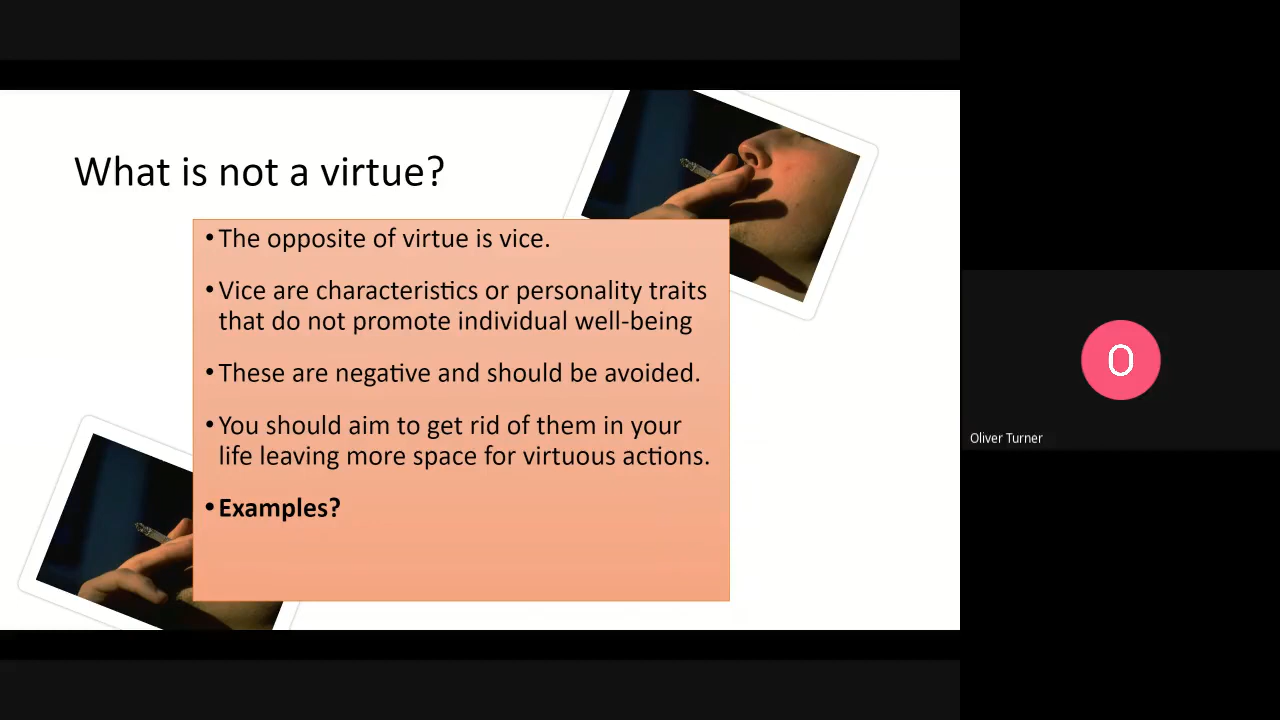 What is not a virtue?
•The opposite of virtue is vice.
•Vice are characteristics or personality traits
that do not promote individual well-being
•These are negative and should be avoided.
•You should aim to get rid of them in your
life leaving more space for virtuous actions.
•Examples?
O
Oliver Turner